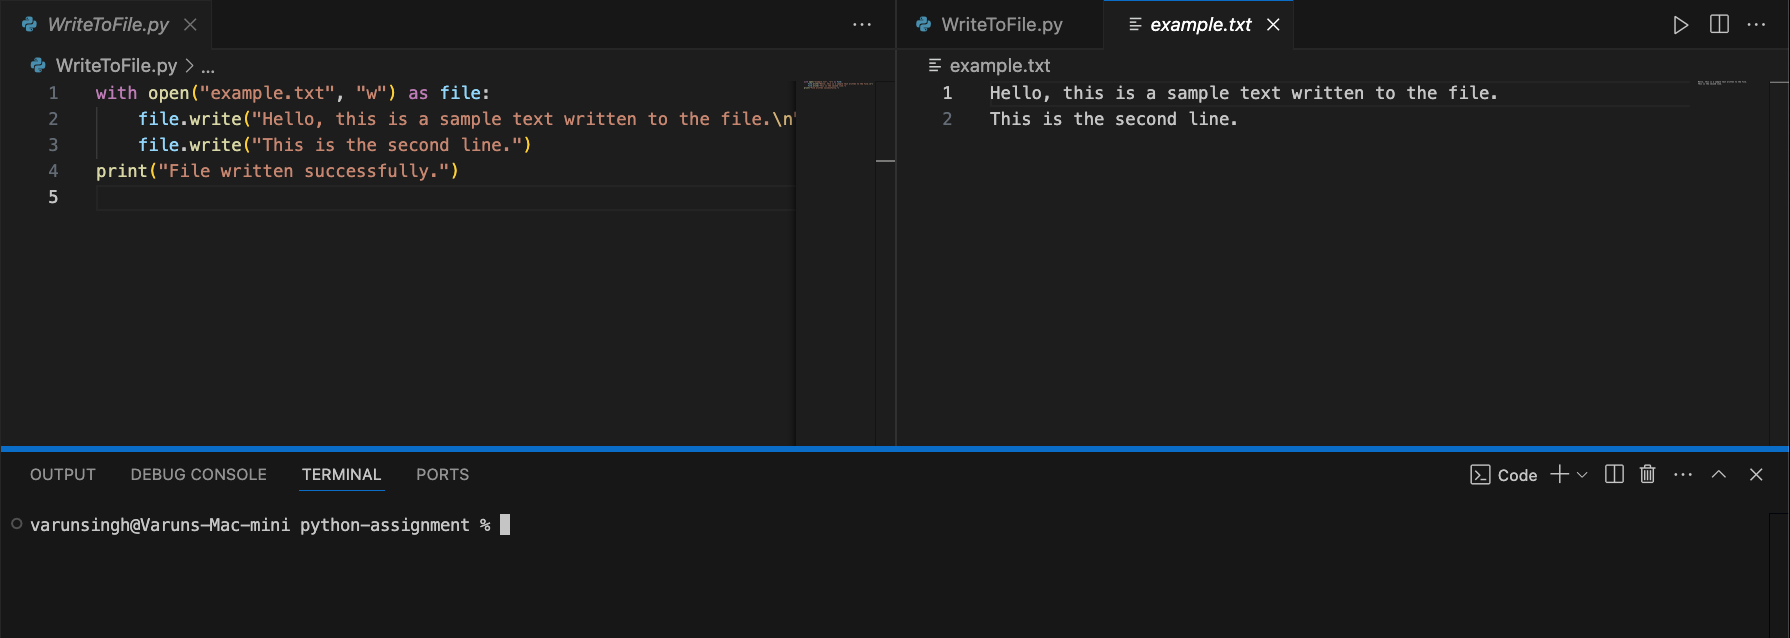 WriteToFile.py
WriteToFile.py > ...
1 with open("example.txt", "w") as file:
2     file.write("Hello, this is a sample text written to the file.\n"
3     file.write("This is the second line.")
4 print("File written successfully.")
5
WriteToFile.py example.txt
example.txt
1 Hello, this is a sample text written to the file.
2 This is the second line.
OUTPUT DEBUG CONSOLE TERMINAL PORTS Code
varunsingh@Varuns-Mac-mini python-assignment %